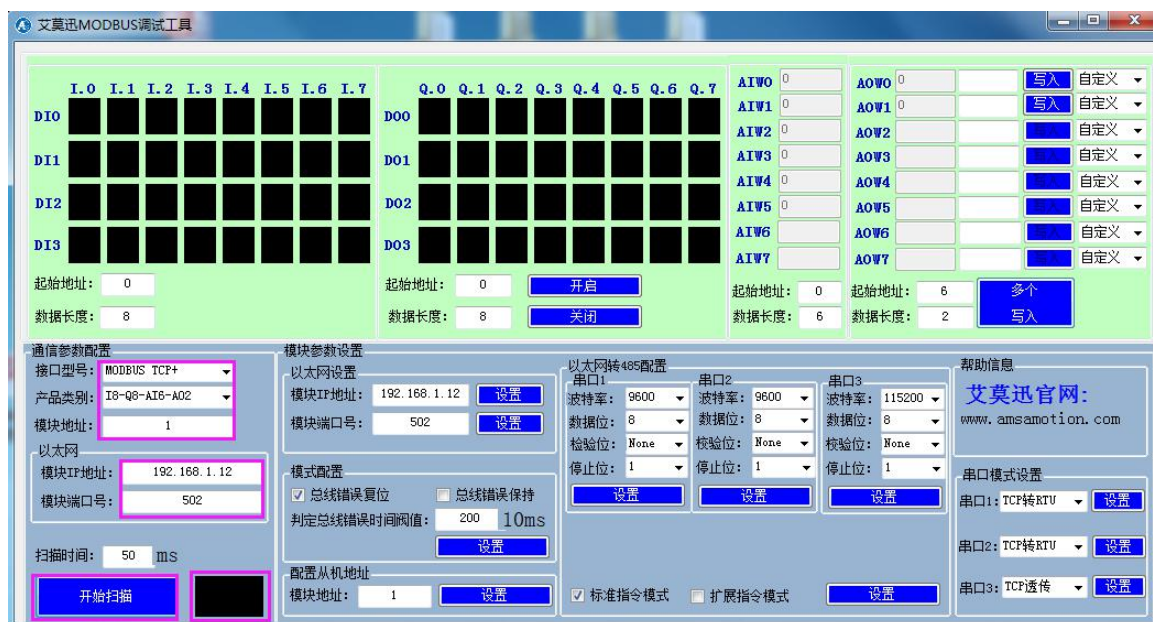 艾莫迅MODBUS调试工具
I.0 I.1 I.2 I.3 I.4 I.5 I.6 I.7
DI0
DI1
DI2
DI3
起始地址: 0
数据长度: 8
Q.0 Q.1 Q.2 Q.3 Q.4 Q.5 Q.6 Q.7
DO0
DO1
DO2
DO3
起始地址: 0 开启
数据长度: 8 关闭
AIW0 0
AIW1 0
AIW2 0
AIW3 0
AIW4 0
AIW5 0
AIW6
AIW7
起始地址: 0
数据长度: 6
AOW0 0 写入 自定义
AOW1 0 写入 自定义
AOW2 写入 自定义
AOW3 写入 自定义
AOW4 写入 自定义
AOW5 写入 自定义
AOW6 写入 自定义
AOW7 写入 自定义
起始地址: 6
数据长度: 2
多个
写入
通信参数配置
接口型号: MODBUS TCP+
产品类别: I8-Q8-AI6-AO2
模块地址: 1
以太网
模块IP地址: 192.168.1.12
模块端口号: 502
扫描时间: 50 ms
开始扫描
模块参数设置
以太网设置
模块IP地址: 192.168.1.12 设置
模块端口号: 502 设置
模式配置
总线错误复位 总线错误保持
判定总线错误时间阀值: 200 10ms
设置
配置从机地址
模块地址: 1 设置
以太网转485配置
串口1
波特率: 9600
数据位: 8
检验位: None
停止位: 1
设置
串口2
波特率: 9600
数据位: 8
校验位: None
停止位: 1
设置
串口3
波特率: 115200
数据位: 8
校验位: None
停止位: 1
设置
标准指令模式 扩展指令模式 设置
帮助信息
艾莫迅官网:
www.amsamotion.com
串口模式设置
串口1: TCP转RTU 设置
串口2: TCP转RTU 设置
串口3: TCP透传 设置